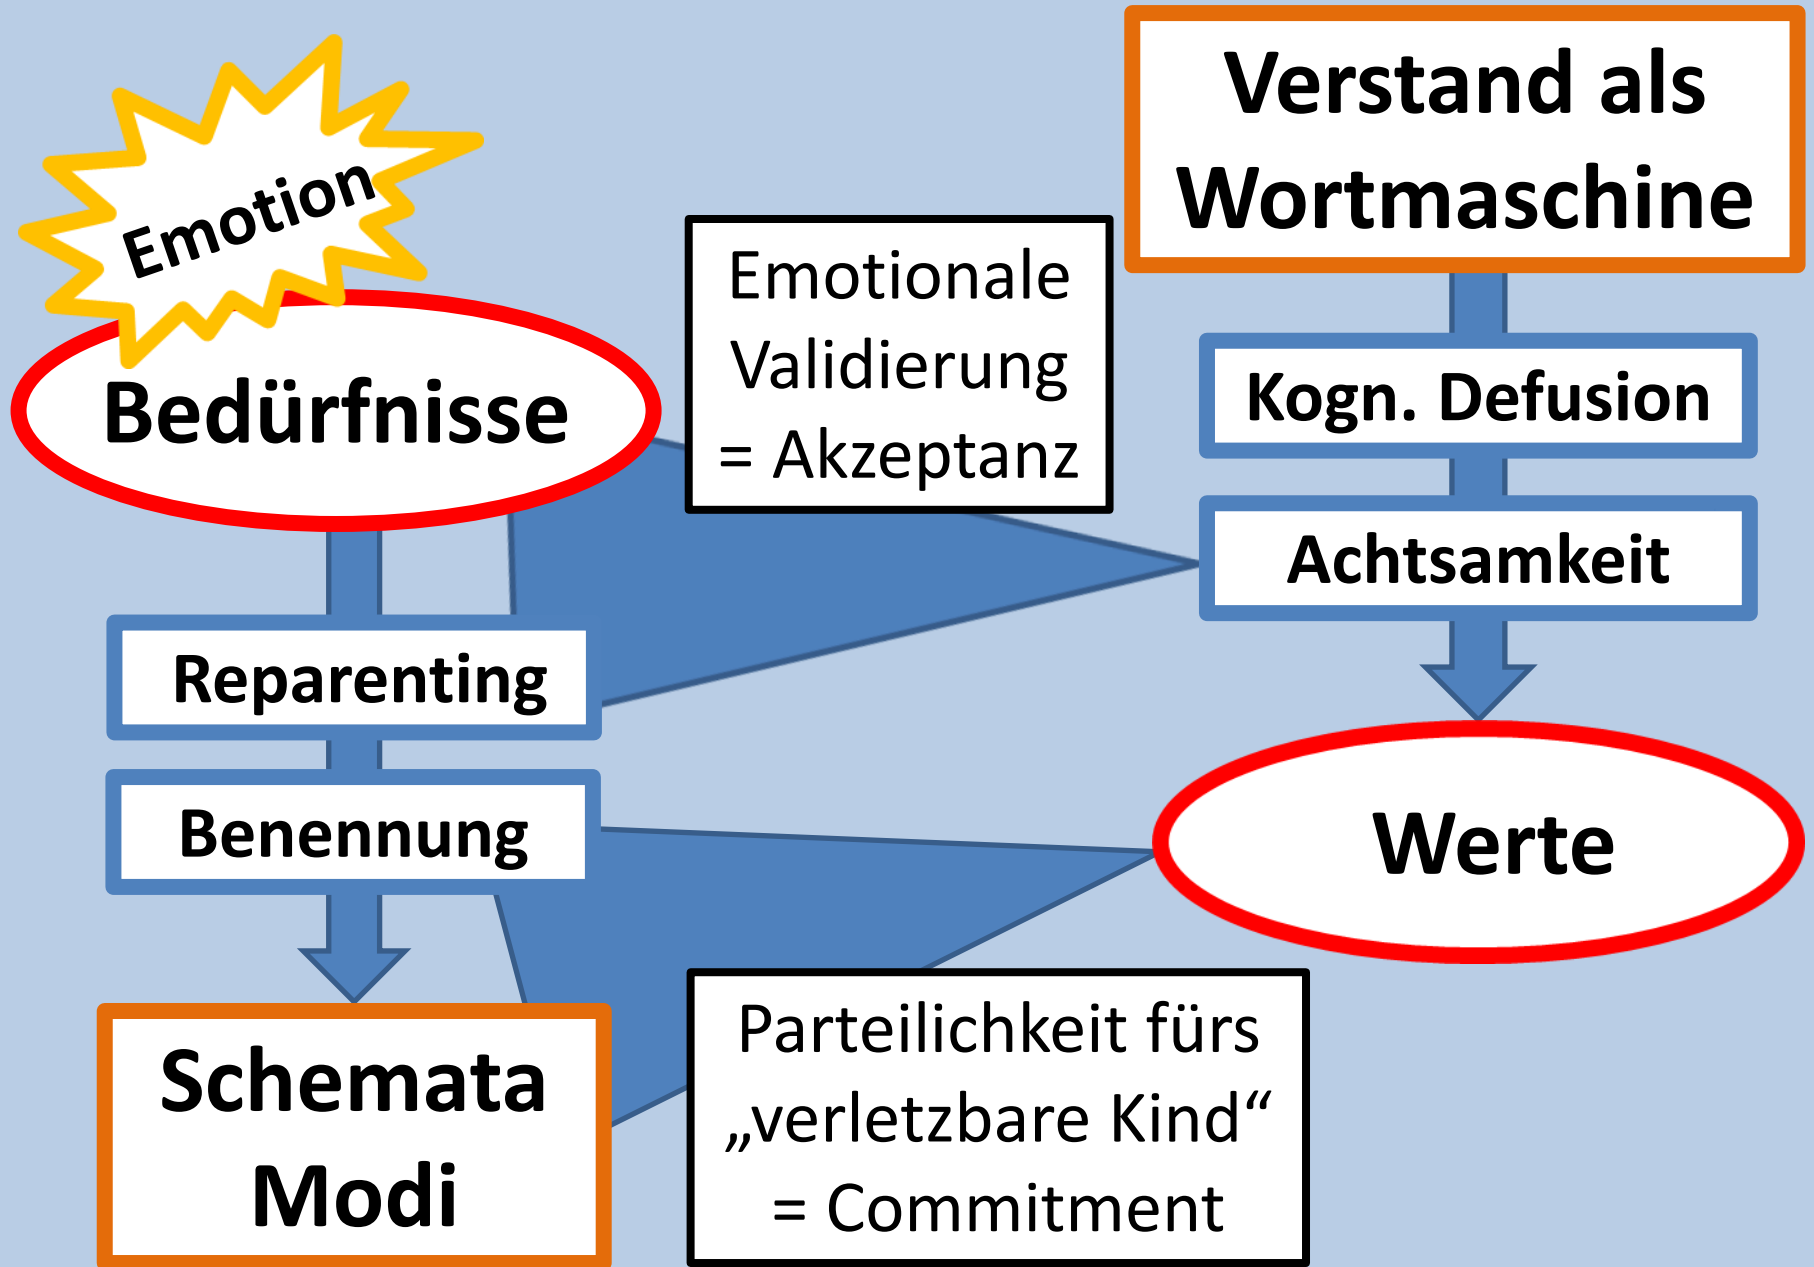 Emotion
Bedürfnisse
Reparenting
Benennung
Schemata
Modi
Emotionale
Validierung
= Akzeptanz
Parteilichkeit fürs
„verletzbare Kind“
= Commitment
Verstand als
Wortmaschine
Kogn. Defusion
Achtsamkeit
Werte